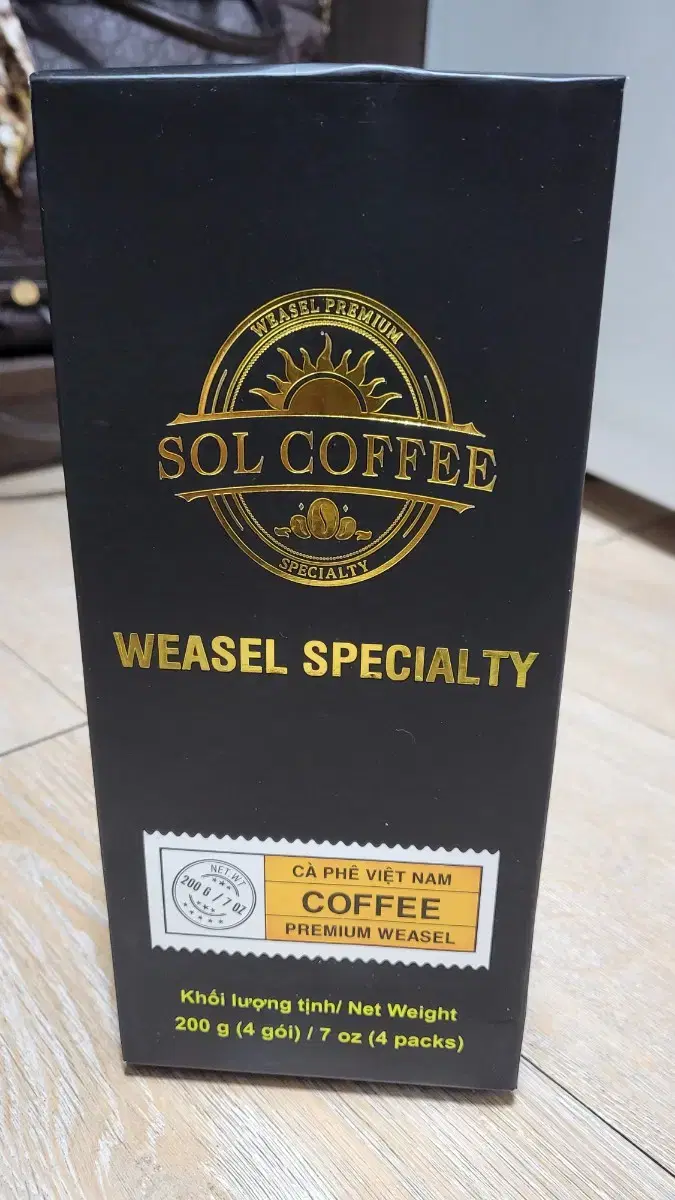 WEASEL PREMIUM
SOL COFFEE
SPECIALTY
WEASEL SPECIALTY
NET.WT
200 G / 7 OZ
CÀ PHÊ VIỆT NAM
COFFEE
PREMIUM WEASEL
Khối lượng tịnh/ Net Weight
200 g (4 gói) / 7 oz (4 packs)